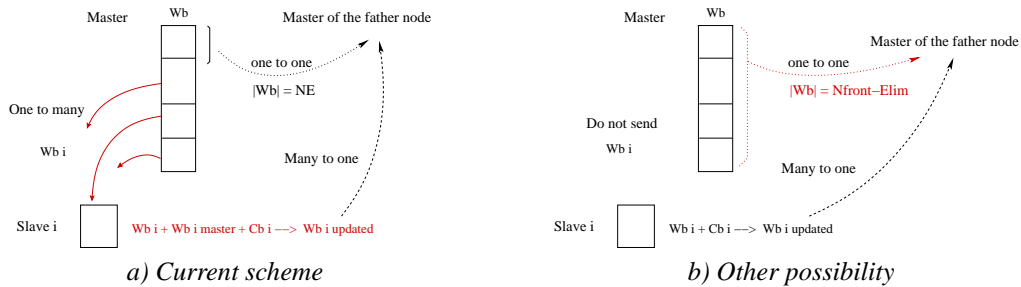 Master
Wb
Master of the father node
one to one
|Wb| = NE
One to many
Wb i
Many to one
Slave i
Wb i + Wb i master + Cb i −−> Wb i updated
a) Current scheme
Master
Wb
Master of the father node
one to one
|Wb| = Nfront−Elim
Do not send
Wb i
Many to one
Slave i
Wb i + Cb i −−> Wb i updated
b) Other possibility